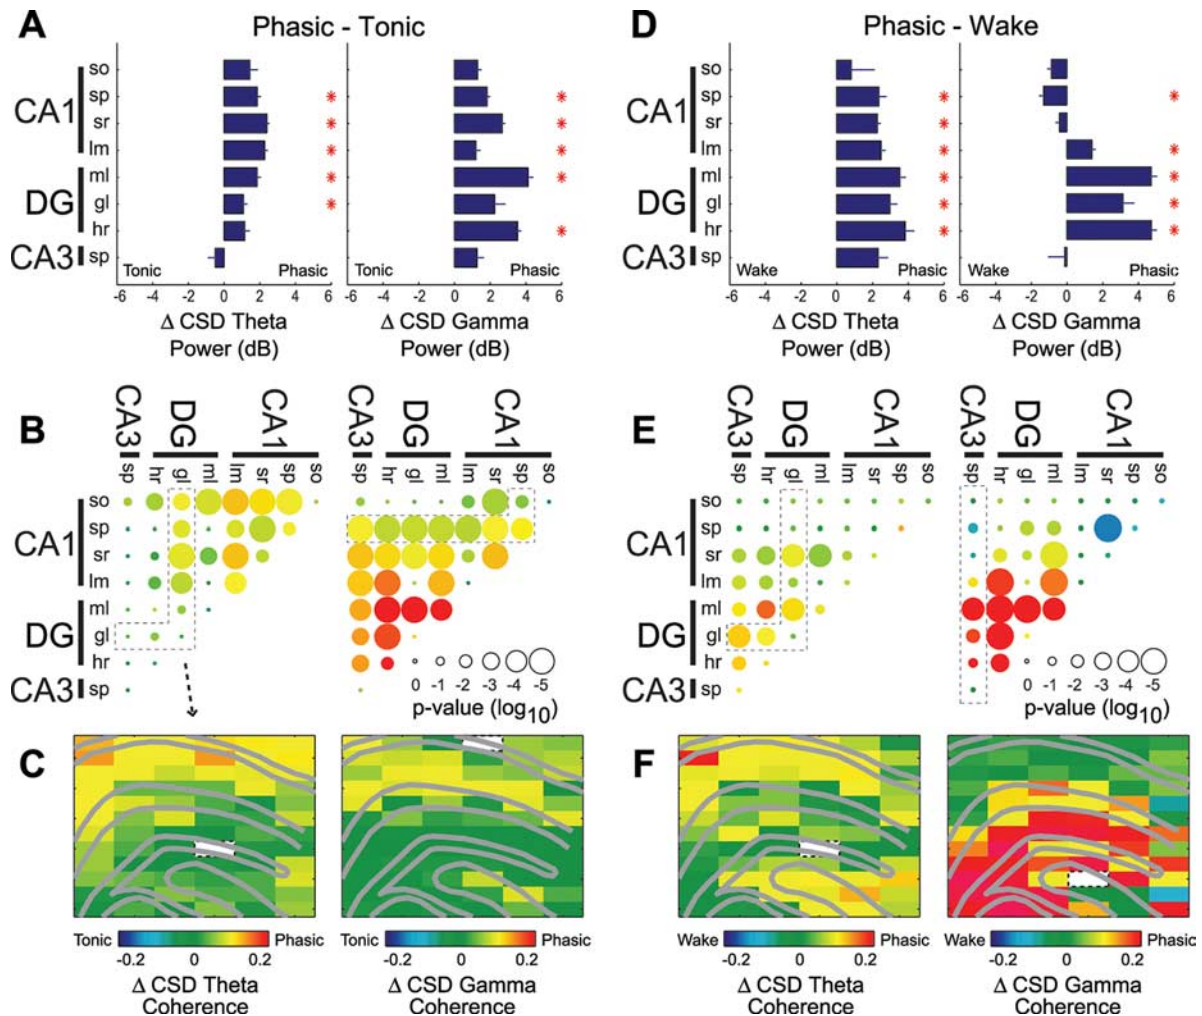 A
Phasic - Tonic
CA1
so
sp
sr
lm
DG
ml
gl
hr
CA3
sp
* * * * *
* * * * *
Tonic Phasic
Tonic Phasic
-6 -4 -2 0 2 4 6
-6 -4 -2 0 2 4 6
Δ CSD Theta
Power (dB)
Δ CSD Gamma
Power (dB)
D
Phasic - Wake
CA1
so
sp
sr
lm
DG
ml
gl
hr
CA3
sp
* * * * * *
* * * * *
Wake Phasic
Wake Phasic
-6 -4 -2 0 2 4 6
-6 -4 -2 0 2 4 6
Δ CSD Theta
Power (dB)
Δ CSD Gamma
Power (dB)
B
CA3 DG CA1
sp hr gl ml lm sr sp so
CA3 DG CA1
sp hr gl ml lm sr sp so
CA1
so
sp
sr
lm
DG
ml
gl
hr
CA3
sp
0 -1 -2 -3 -4 -5
p-value (log10)
E
CA3 DG CA1
sp hr gl ml lm sr sp so
CA3 DG CA1
sp hr gl ml lm sr sp so
CA1
so
sp
sr
lm
DG
ml
gl
hr
CA3
sp
0 -1 -2 -3 -4 -5
p-value (log10)
C
Tonic Phasic
-0.2 0 0.2
Δ CSD Theta
Coherence
Tonic Phasic
-0.2 0 0.2
Δ CSD Gamma
Coherence
F
Wake Phasic
-0.2 0 0.2
Δ CSD Theta
Coherence
Wake Phasic
-0.2 0 0.2
Δ CSD Gamma
Coherence